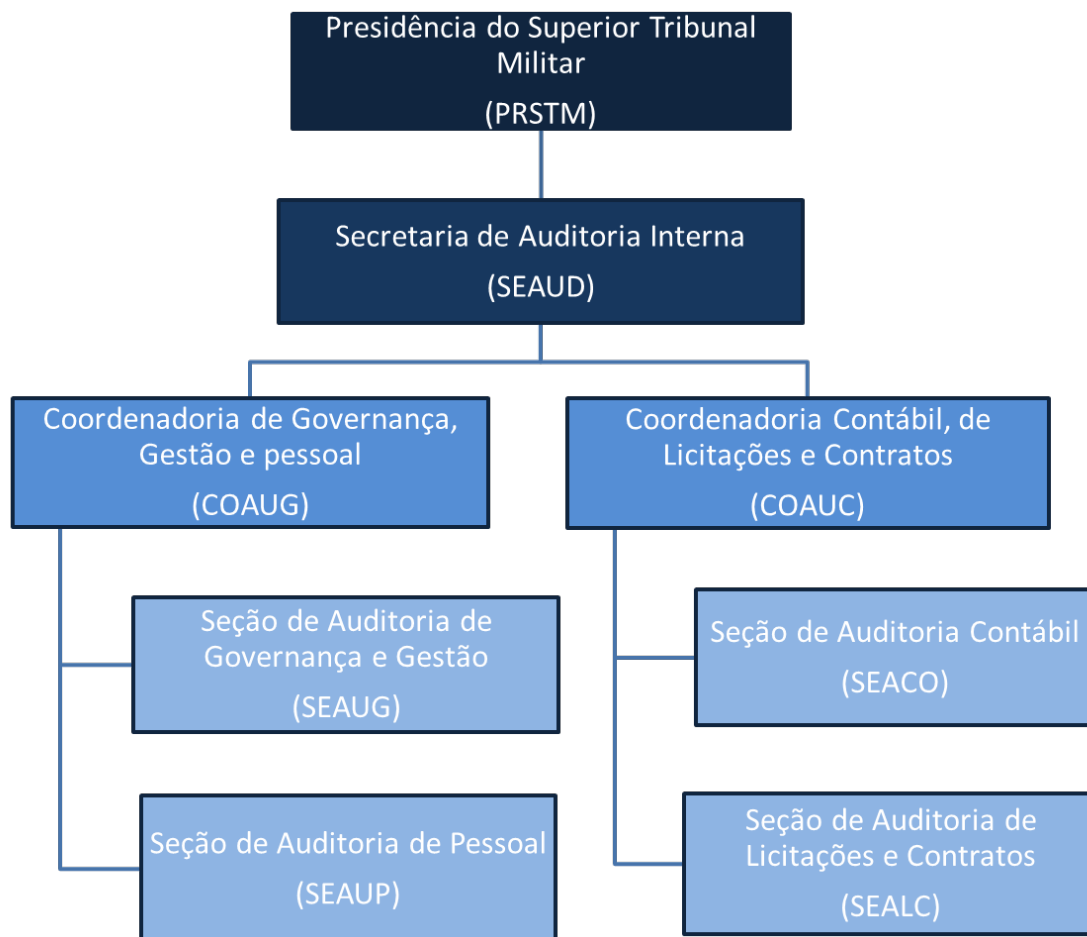 Presidência do Superior Tribunal
Militar
(PRSTM)
Secretaria de Auditoria Interna
(SEAUD)
Coordenadoria de Governança,
Gestão e pessoal
(COAUG)
Coordenadoria Contábil, de
Licitações e Contratos
(COAUC)
Seção de Auditoria de
Governança e Gestão
(SEAUG)
Seção de Auditoria Contábil
(SEACO)
Seção de Auditoria de Pessoal
(SEAUP)
Seção de Auditoria de
Licitações e Contratos
(SEALC)